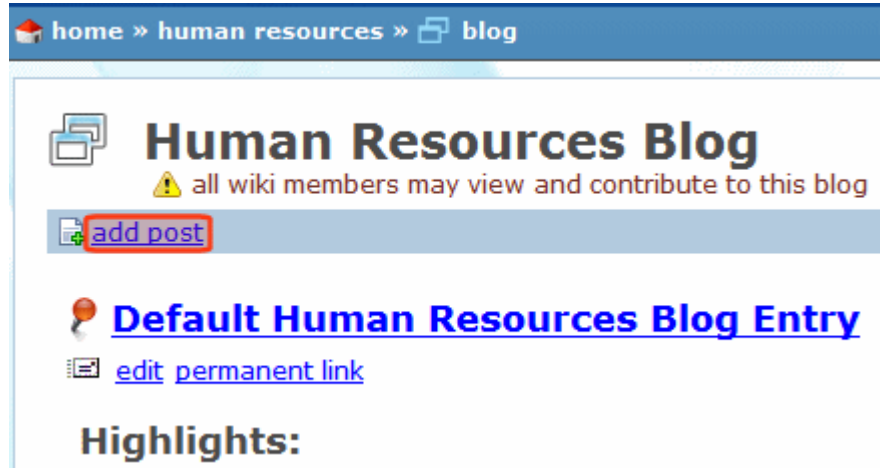 home » human resources » blog
Human Resources Blog
all wiki members may view and contribute to this blog
add post
Default Human Resources Blog Entry
edit permanent link
Highlights: